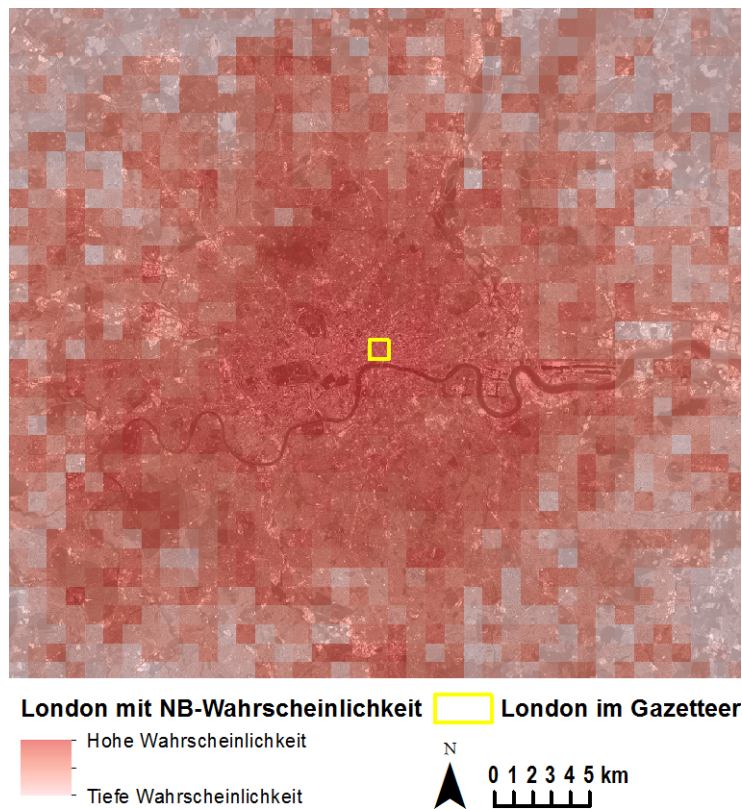 London mit NB-Wahrscheinlichkeit
London im Gazetteer
Hohe Wahrscheinlichkeit
Tiefe Wahrscheinlichkeit
N
0 1 2 3 4 5 km